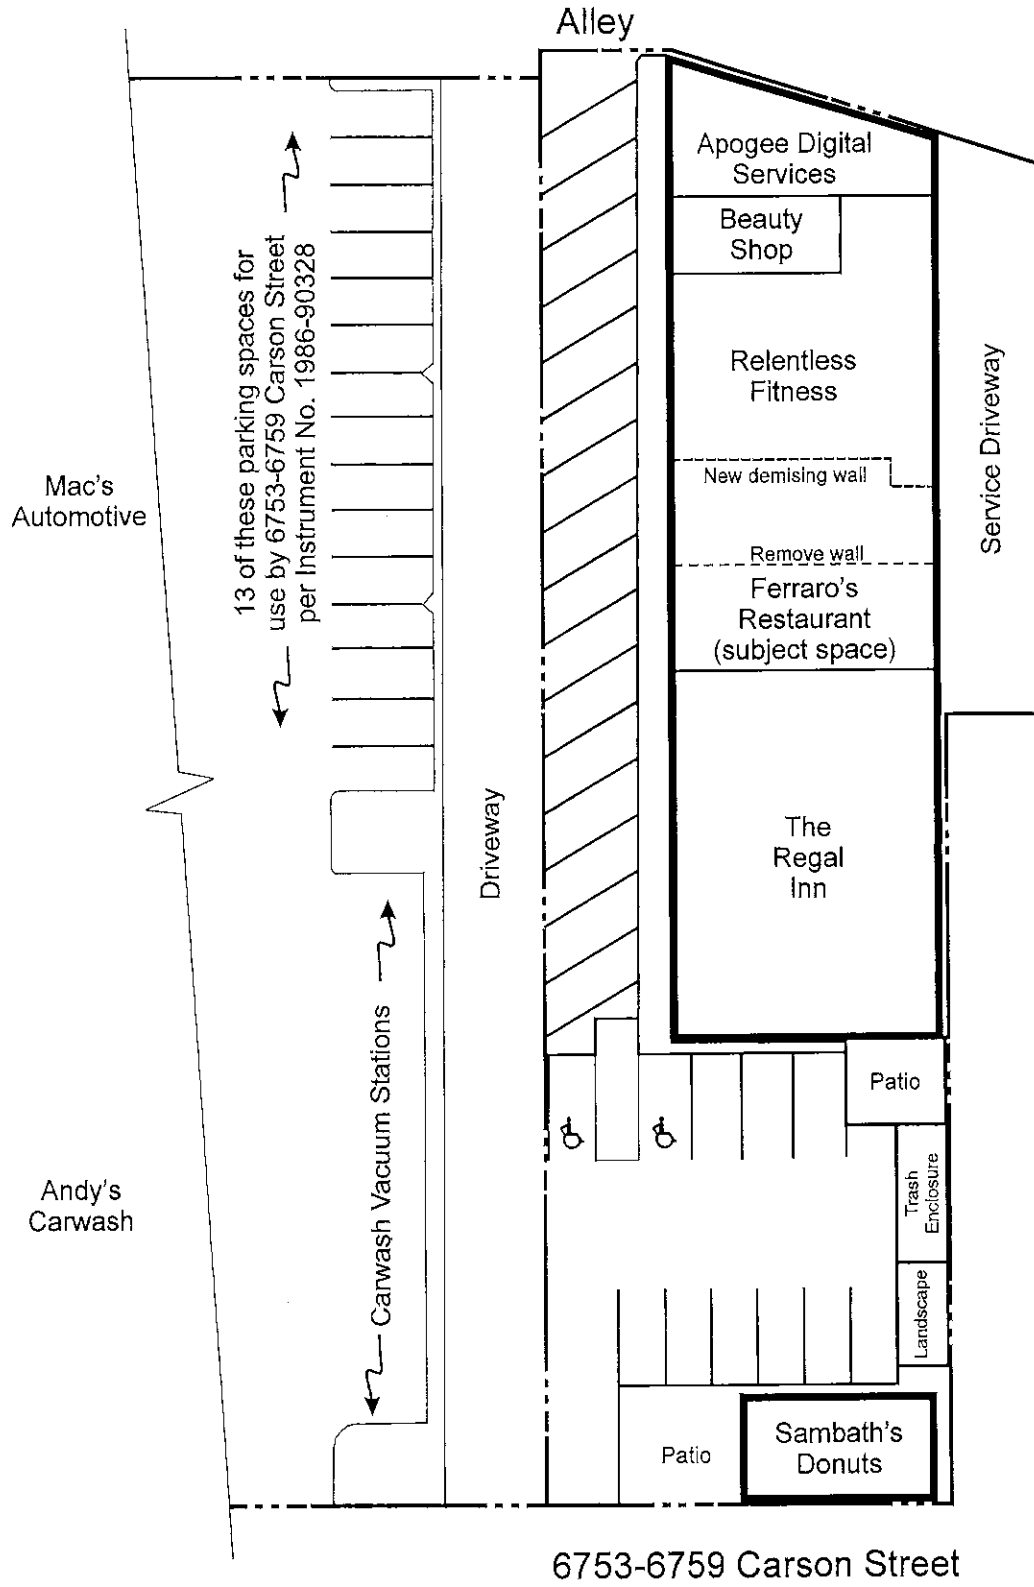 Alley
Apogee Digital
Services
Beauty
Shop
13 of these parking spaces for
use by 6753-6759 Carson Street
per Instrument No. 1986-90328
Relentless
Fitness
Service Driveway
New demising wall
Mac's
Automotive
Remove wall
Ferraro's
Restaurant
(subject space)
Driveway
The
Regal
Inn
Carwash Vacuum Stations
Patio
Andy's
Carwash
Trash
Enclosure
Landscape
Patio
Sambath's
Donuts
6753-6759 Carson Street